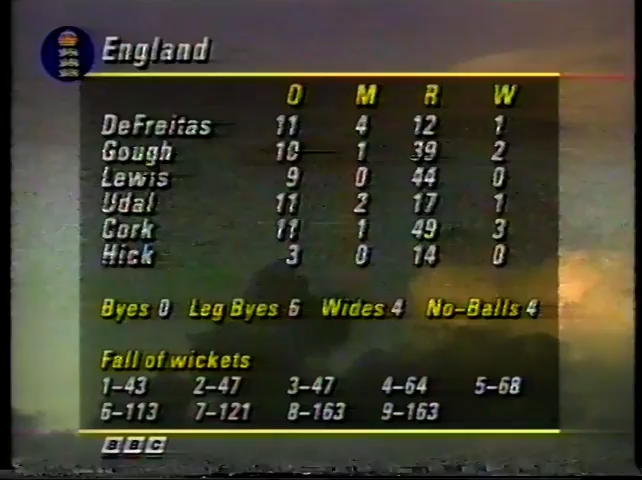 England
O M R W
DeFreitas 11 4 12 1
Gough 10 1 39 2
Lewis 9 0 44 0
Udal 11 2 17 1
Cork 11 1 49 3
Hick 3 0 14 0
Byes 0 Leg Byes 6 Wides 4 No-Balls 4
Fall of wickets
1-43 2-47 3-47 4-64 5-68
6-113 7-121 8-163 9-163
BBC